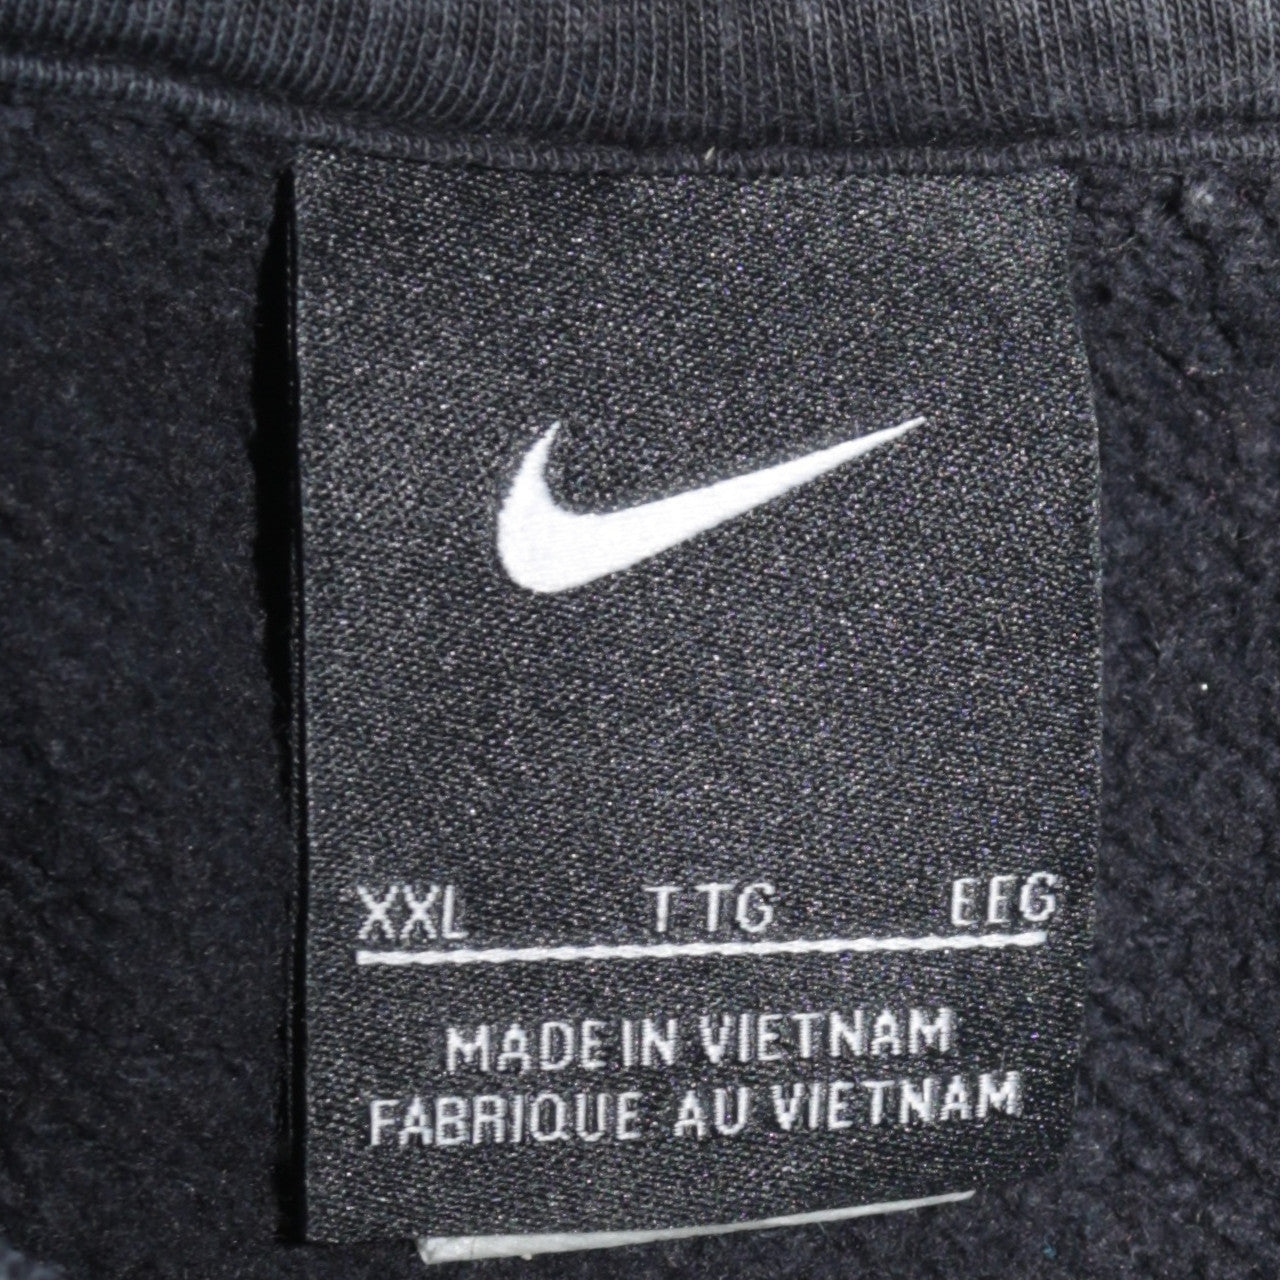 XXL TTG EEG
MADE IN VIETNAM
FABRIQUE AU VIETNAM